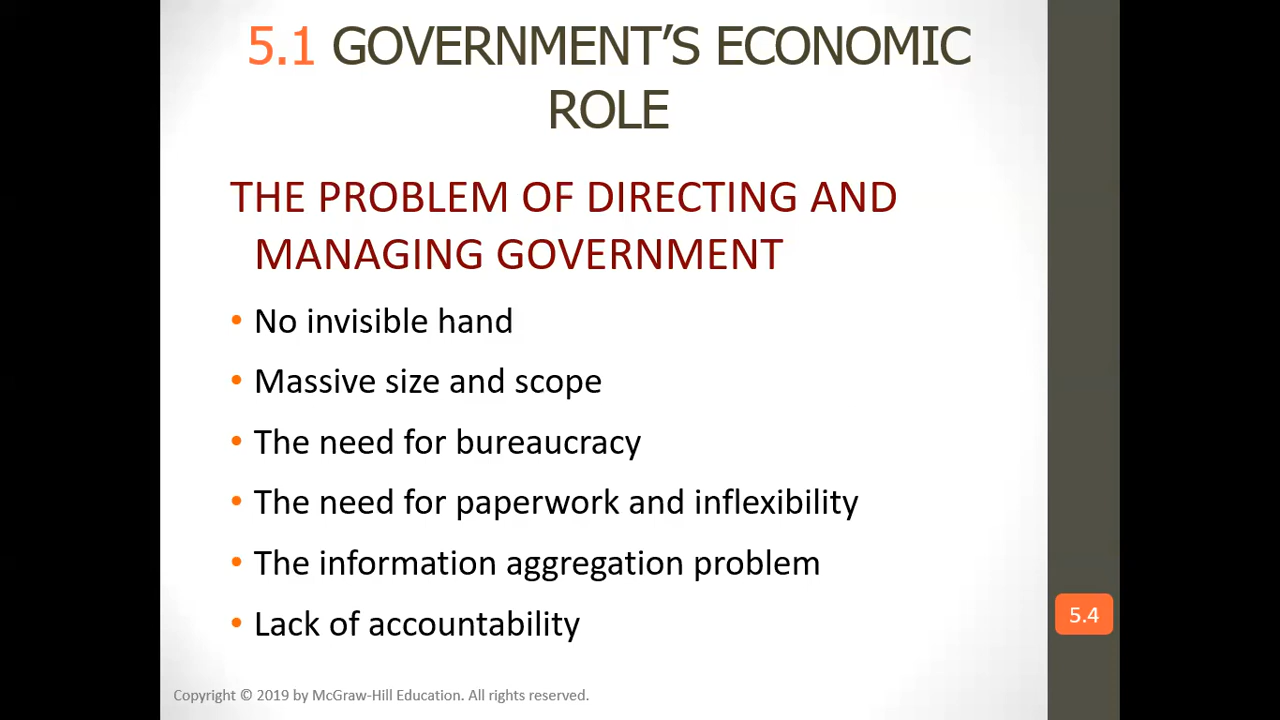 5.1 GOVERNMENT’S ECONOMIC
ROLE
THE PROBLEM OF DIRECTING AND
MANAGING GOVERNMENT
• No invisible hand
• Massive size and scope
• The need for bureaucracy
• The need for paperwork and inflexibility
• The information aggregation problem
• Lack of accountability
5.4
Copyright © 2019 by McGraw-Hill Education. All rights reserved.